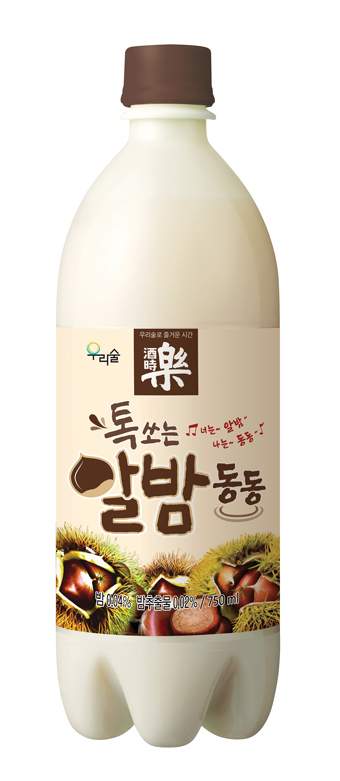 우리술로 즐거운 시간
우리술
酒時 樂
톡 쏘는
너는~ 알밤~
나는~ 동동~
알밤 동동
밤 0.04% 밤추출물 0.02% / 750 ml